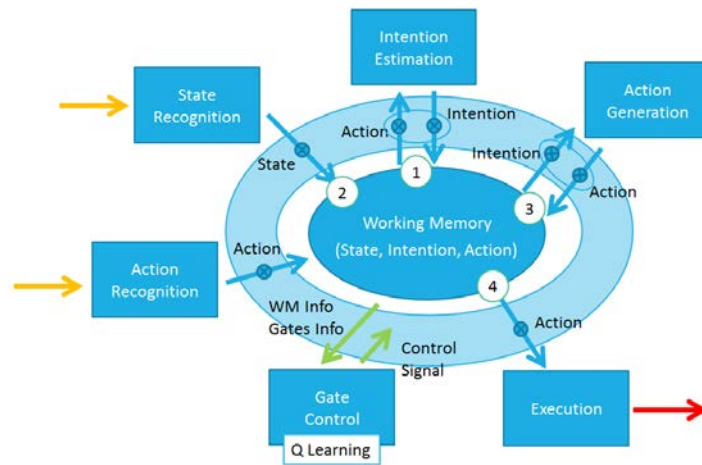 Intention
Estimation
State
Recognition
Action
Generation
Action
Intention
State
Intention
Action
1
2
3
Working Memory
(State, Intention, Action)
Action
Recognition
Action
4
WM Info
Gates Info
Action
Control
Signal
Gate
Control
Q Learning
Execution